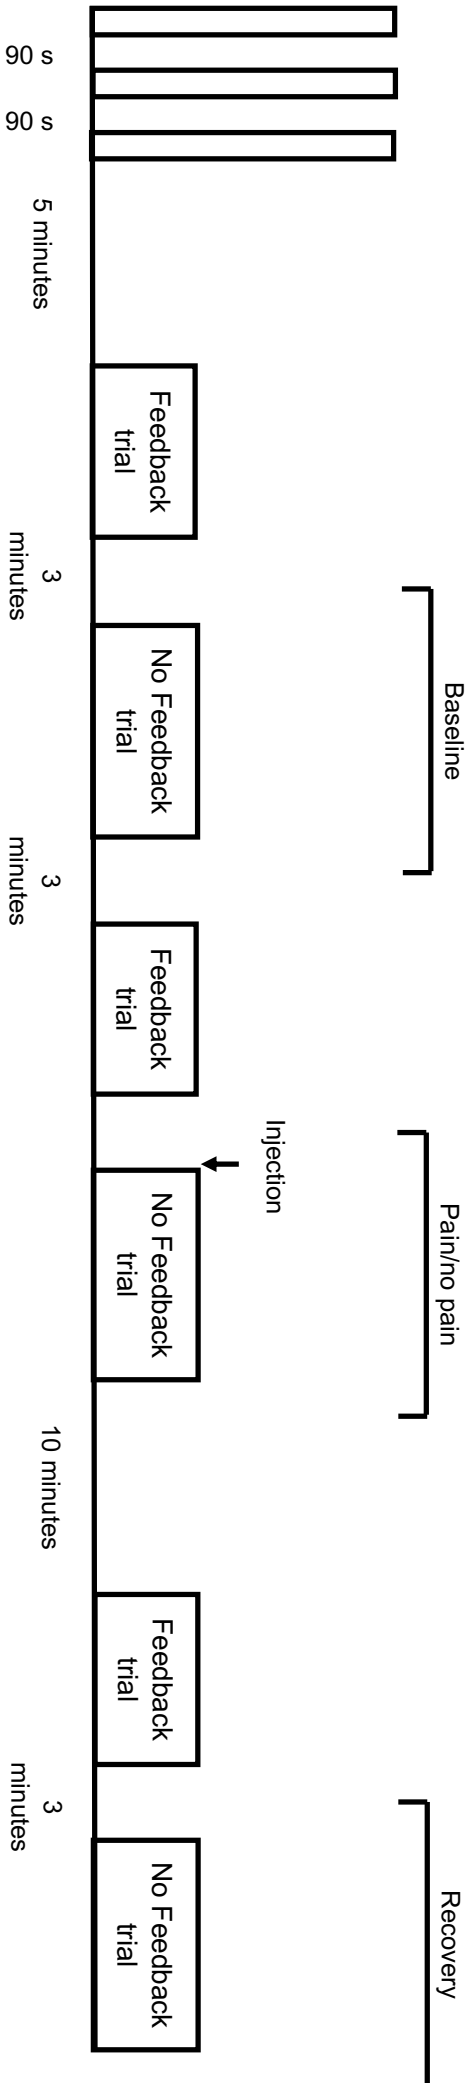 Baseline
Pain/no pain
Recovery
Injection
Feedback
trial
No Feedback
trial
Feedback
trial
No Feedback
trial
Feedback
trial
No Feedback
trial
90 s
90 s
5 minutes
3
minutes
3
minutes
10 minutes
3
minutes